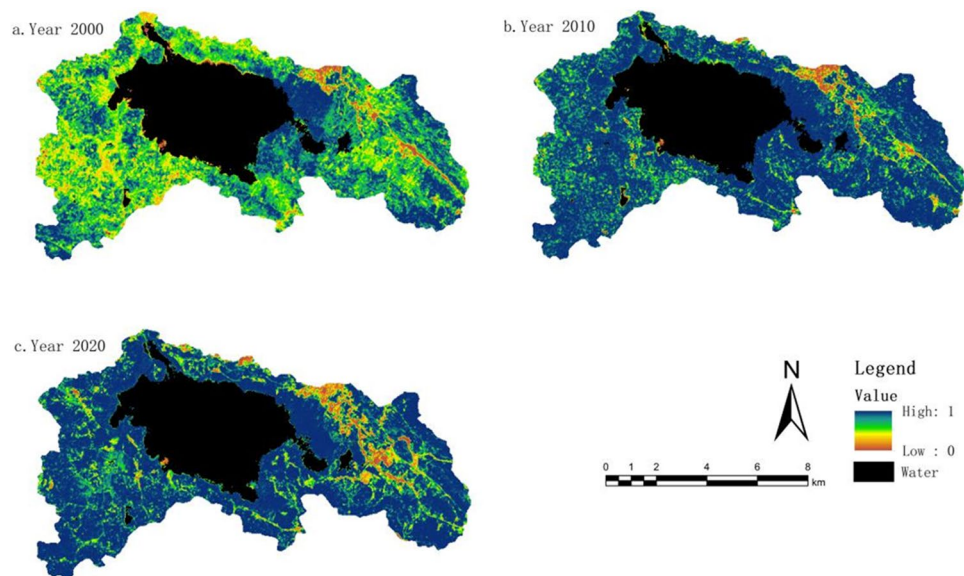 a. Year 2000
b. Year 2010
c. Year 2020
N
Legend
Value
High: 1
Low : 0
Water
0 1 2 4 6 8
km